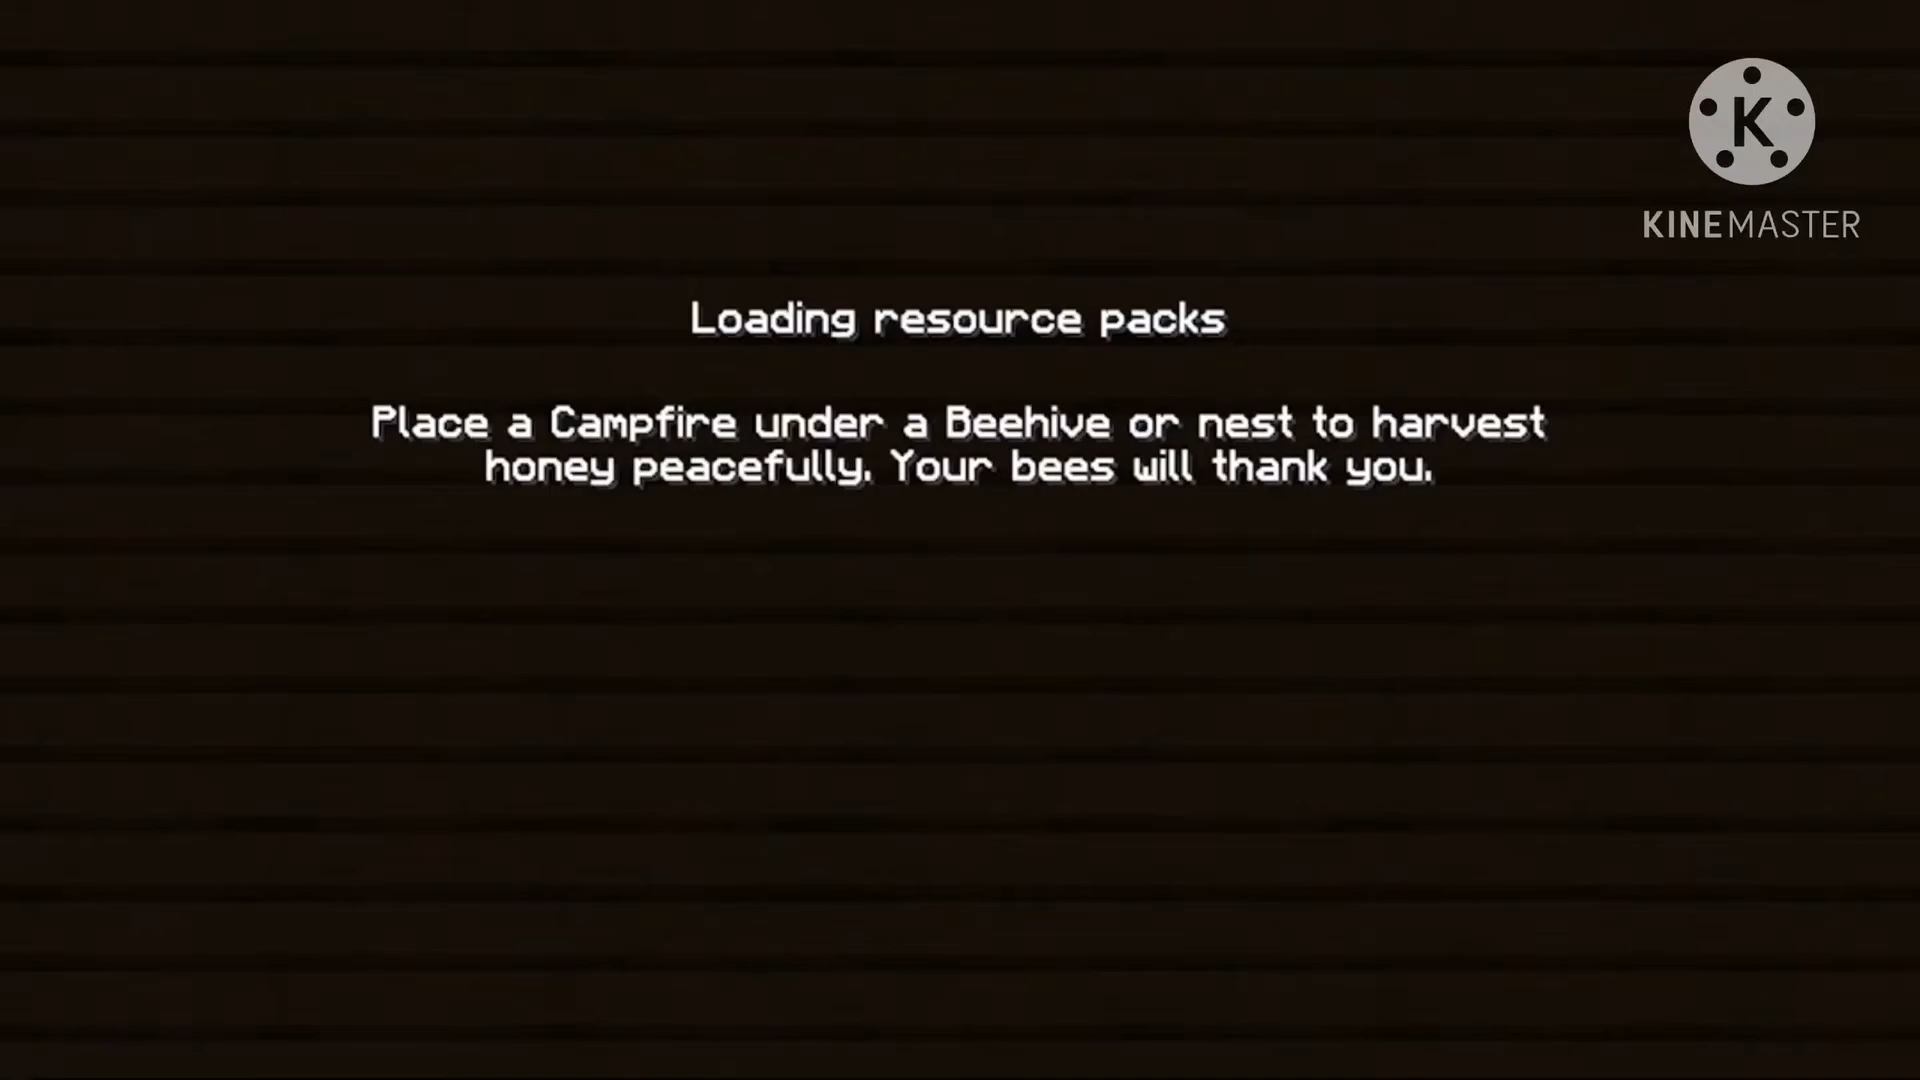 K
KINEMASTER
Loading resource packs
Place a Campfire under a Beehive or nest to harvest
honey peacefully. Your bees will thank you.